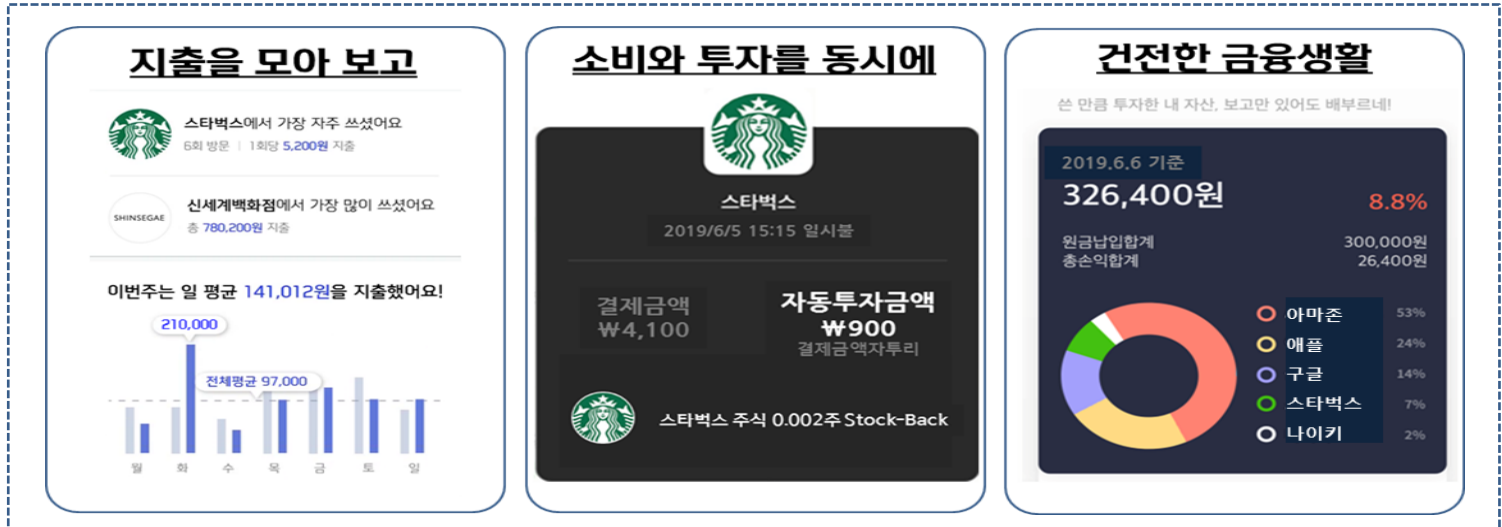 지출을 모아 보고
스타벅스에서 가장 자주 쓰셨어요
6회 방문 | 1회당 5,200원 지출
SHINSEGAE
신세계백화점에서 가장 많이 쓰셨어요
총 780,200원 지출
이번주는 일 평균 141,012원을 지출했어요!
210,000
전체평균 97,000
월 화 수 목 금 토 일
소비와 투자를 동시에
스타벅스
2019/6/5 15:15 일시불
결제금액
₩4,100
자동투자금액
₩900
결제금액자투리
스타벅스 주식 0.002주 Stock-Back
건전한 금융생활
쓴 만큼 투자한 내 자산, 보고만 있어도 배부르네!
2019.6.6 기준
326,400원 8.8%
원금납입합계 300,000원
총손익합계 26,400원
아마존 53%
애플 24%
구글 14%
스타벅스 7%
나이키 2%